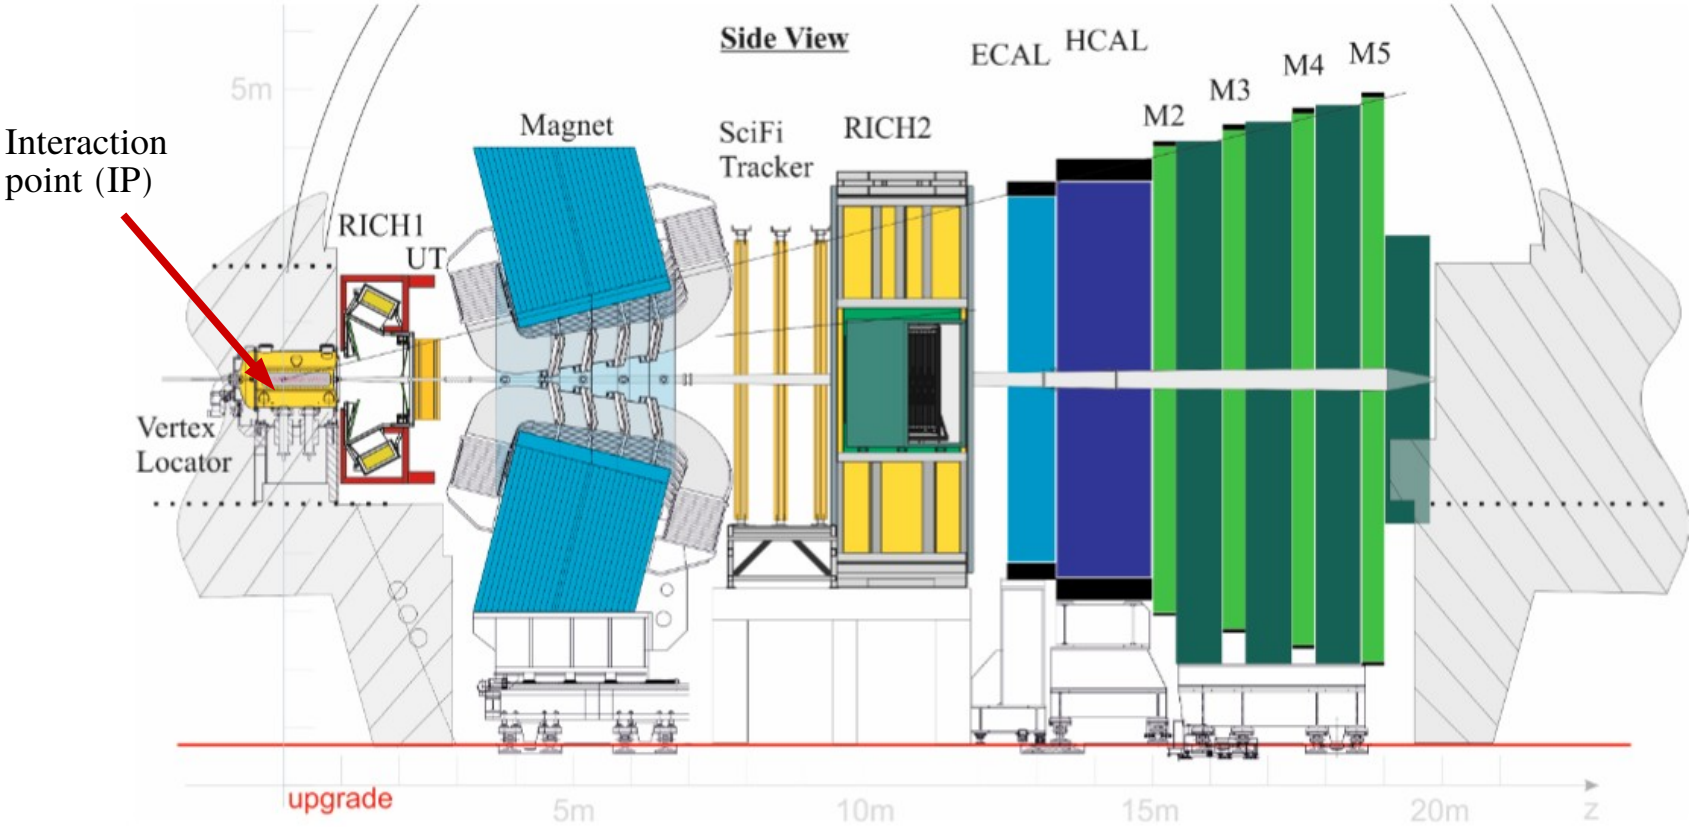 Side View
ECAL
HCAL
M5
M4
M3
M2
5m
Magnet
SciFi
Tracker
RICH2
Interaction
point (IP)
RICH1
UT
Vertex
Locator
upgrade
5m
10m
15m
20m
z